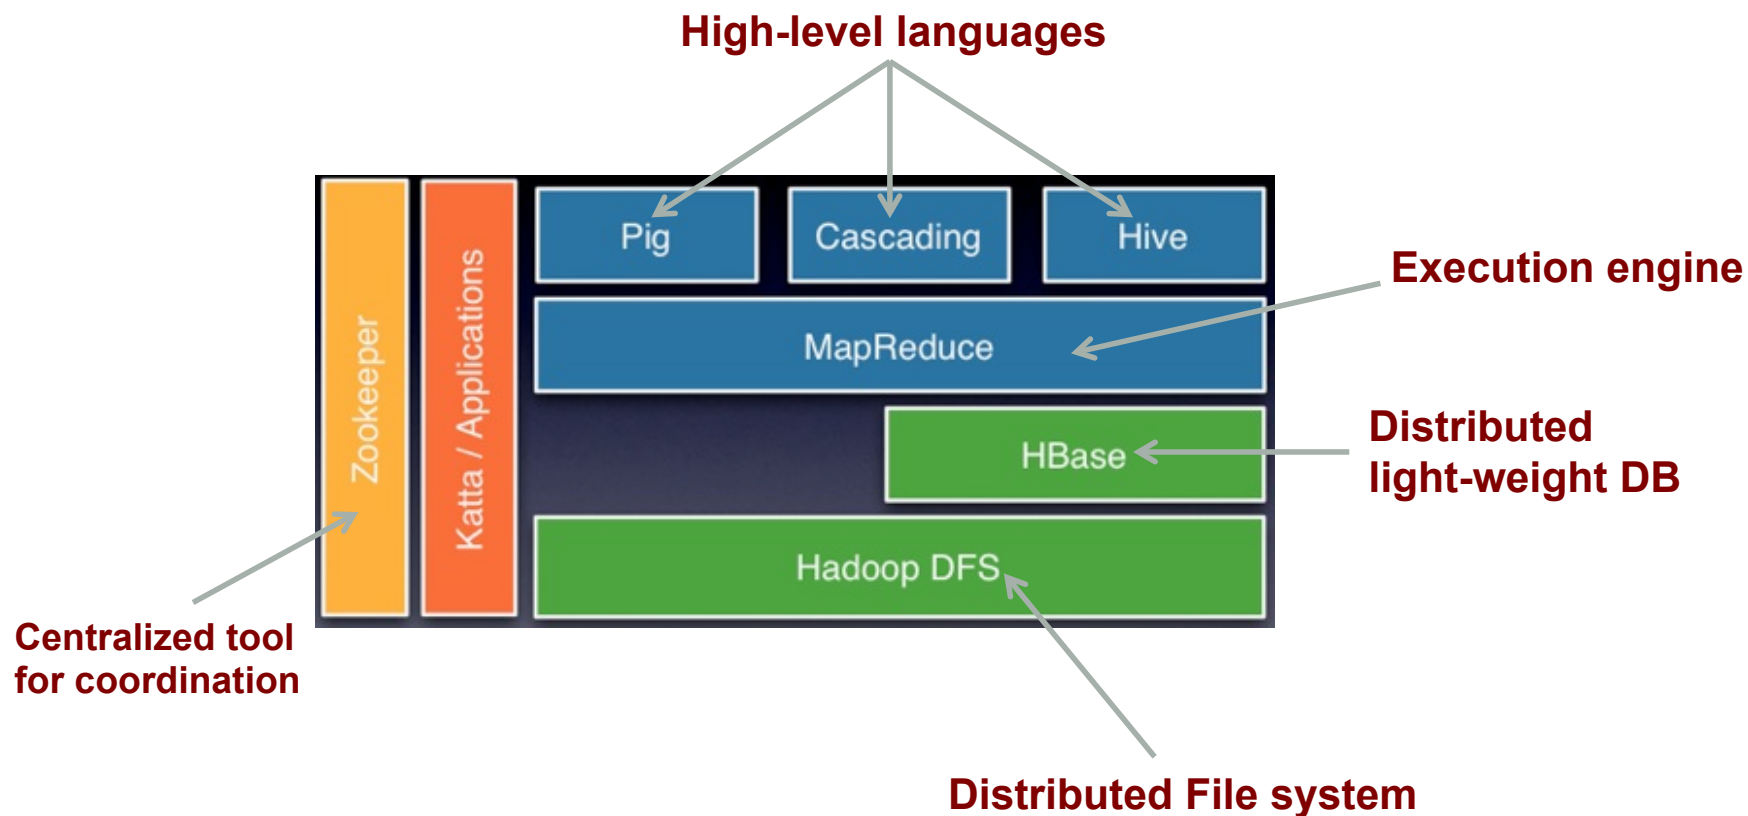 High-level languages
Pig
Cascading
Hive
Execution engine
MapReduce
Zookeeper
Katta / Applications
HBase
Distributed
light-weight DB
Hadoop DFS
Centralized tool
for coordination
Distributed File system